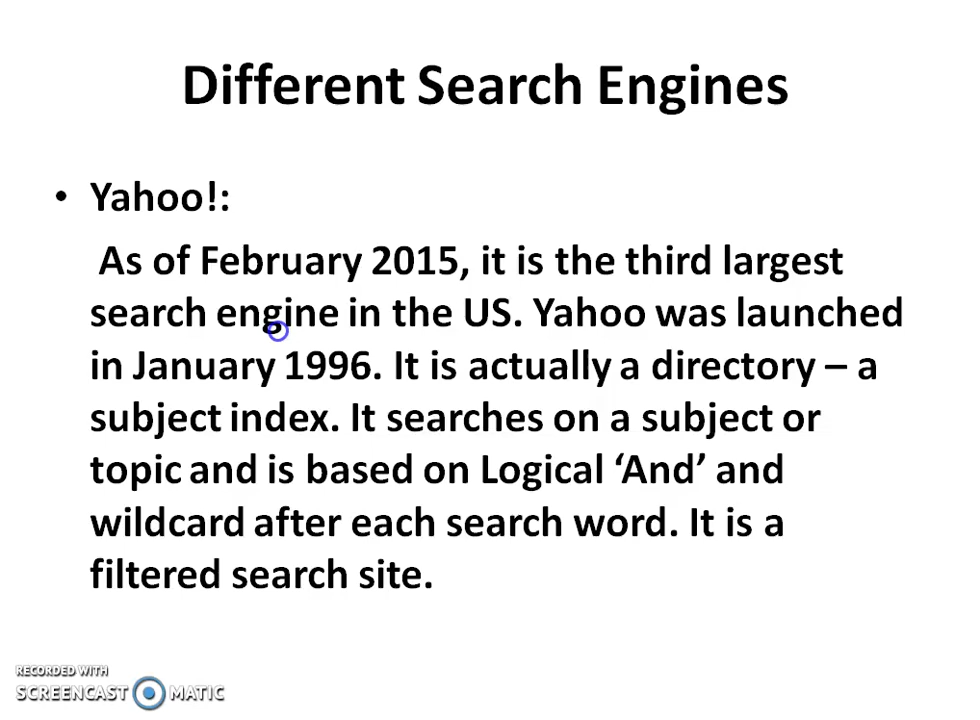 Different Search Engines
• Yahoo!:
As of February 2015, it is the third largest
search engine in the US. Yahoo was launched
in January 1996. It is actually a directory – a
subject index. It searches on a subject or
topic and is based on Logical ‘And’ and
wildcard after each search word. It is a
filtered search site.
RECORDED WITH
SCREENCAST MATIC